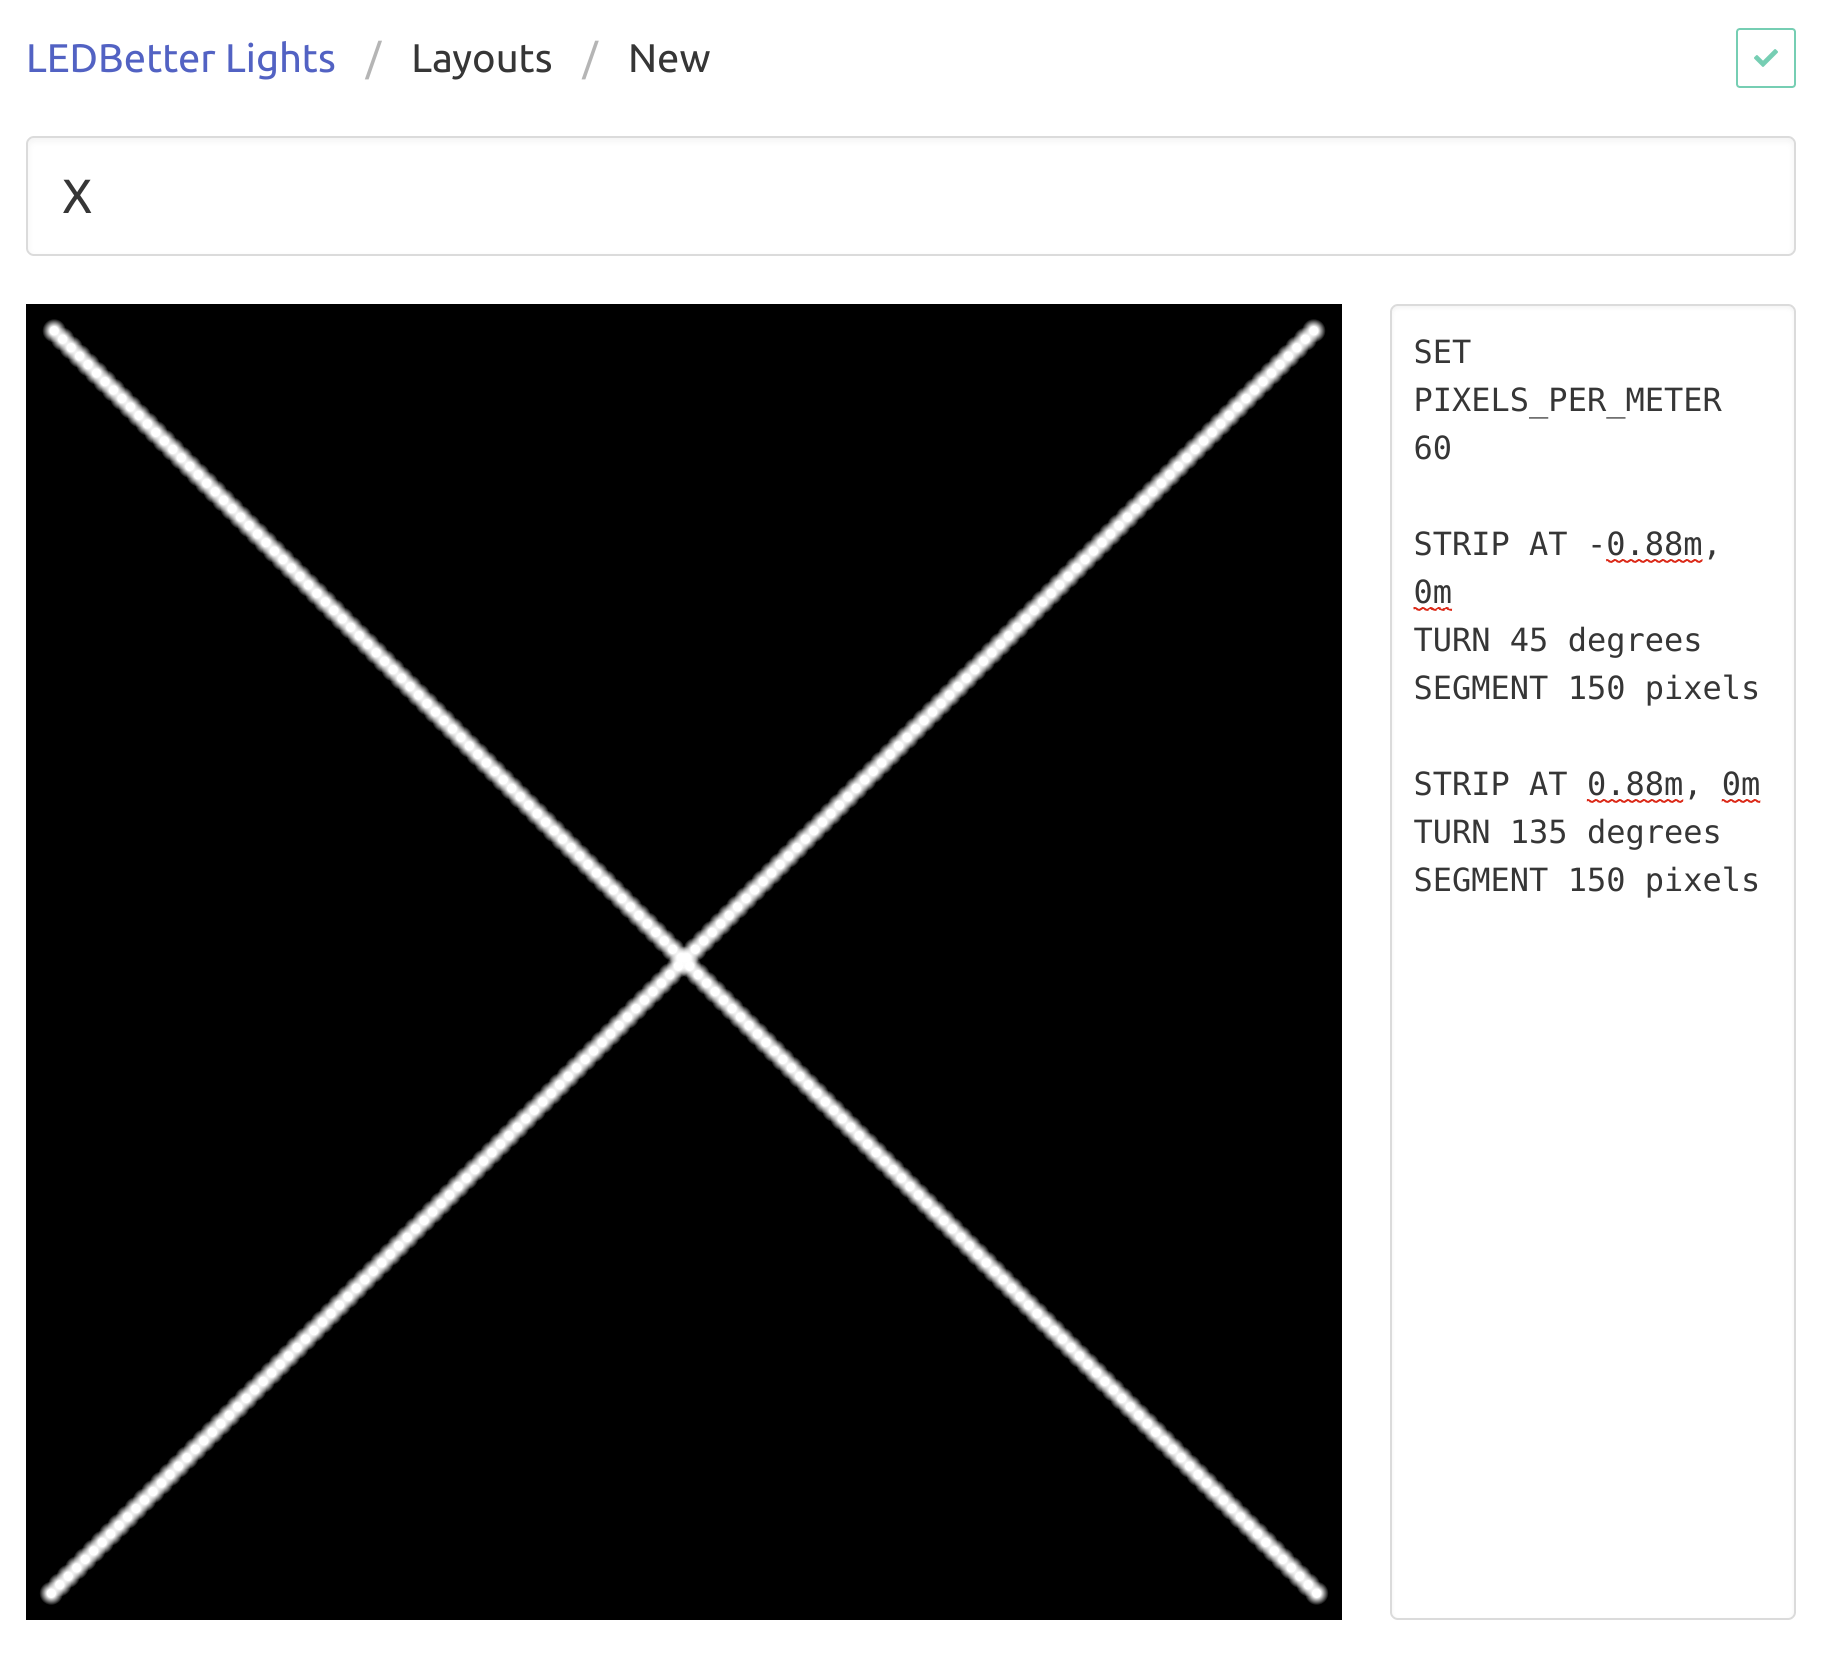 LEDBetter Lights / Layouts / New
X
SET
PIXELS_PER_METER
60
STRIP AT -0.88m,
0m
TURN 45 degrees
SEGMENT 150 pixels
STRIP AT 0.88m, 0m
TURN 135 degrees
SEGMENT 150 pixels